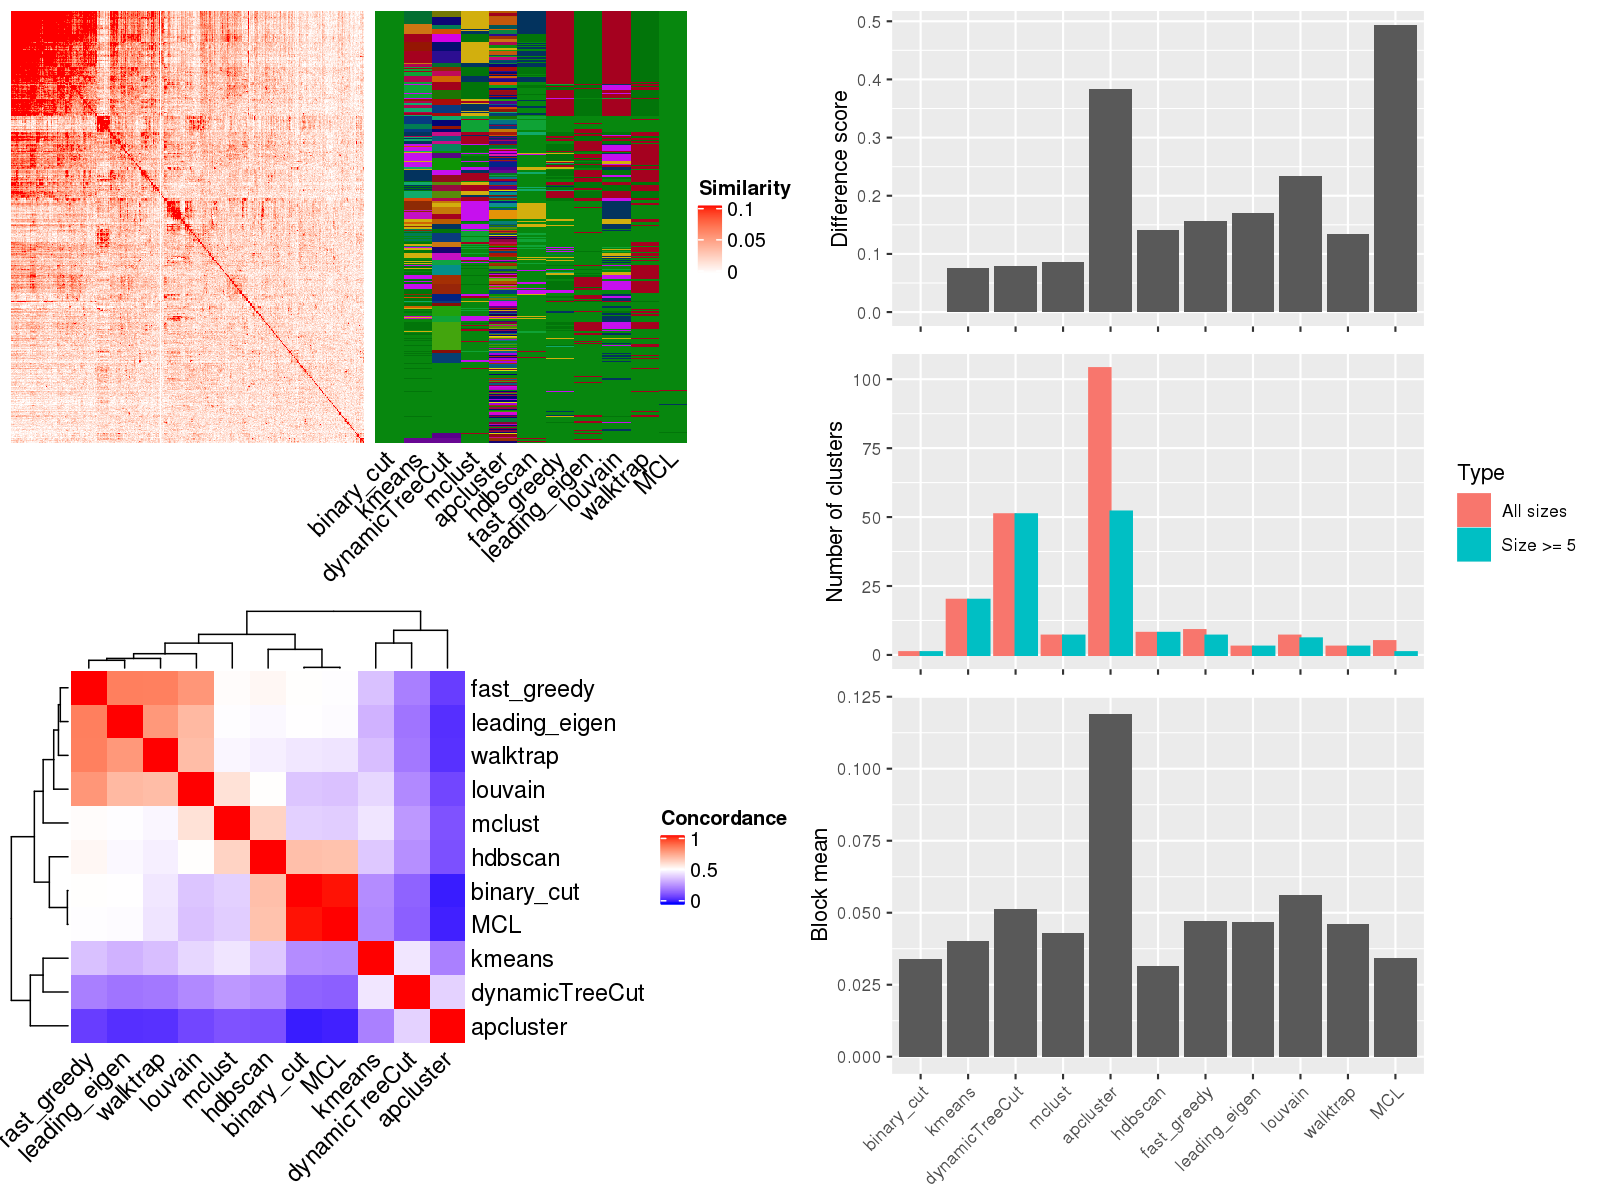 Similarity
0.1
0.05
0
binary_cut
kmeans
dynamicTreeCut
mclust
apcluster
hdbscan
fast_greedy
leading_eigen
louvain
walktrap
MCL
fast_greedy
leading_eigen
walktrap
louvain
mclust
hdbscan
binary_cut
MCL
kmeans
dynamicTreeCut
apcluster
fast_greedy
leading_eigen
walktrap
louvain
mclust
hdbscan
binary_cut
MCL
kmeans
dynamicTreeCut
apcluster
Concordance
1
0.5
0
Difference score
0.5
0.4
0.3
0.2
0.1
0.0
Number of clusters
100
75
50
25
0
Type
All sizes
Size >= 5
Block mean
0.125
0.100
0.075
0.050
0.025
0.000
binary_cut
kmeans
dynamicTreeCut
mclust
apcluster
hdbscan
fast_greedy
leading_eigen
louvain
walktrap
MCL